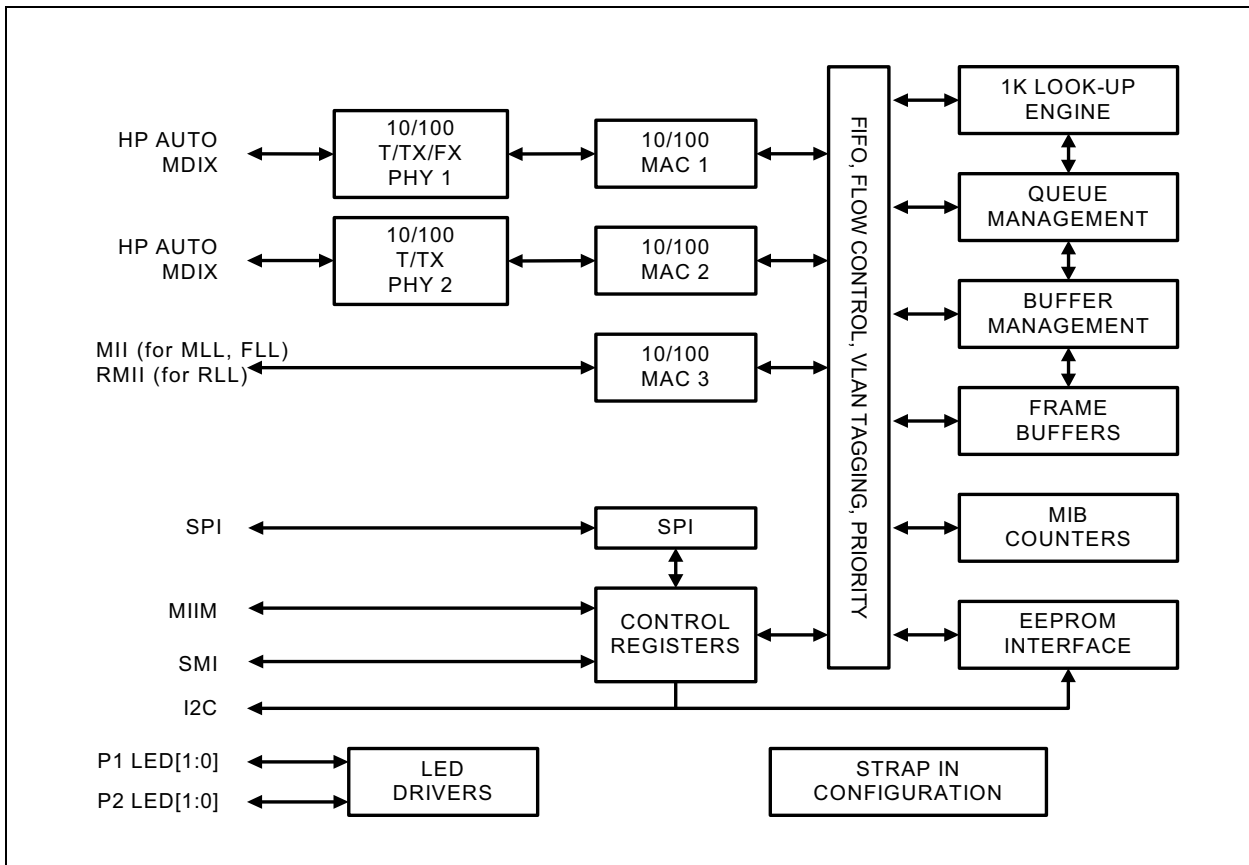 HP AUTO
MDIX
10/100
T/TX/FX
PHY 1
10/100
MAC 1
HP AUTO
MDIX
10/100
T/TX
PHY 2
10/100
MAC 2
MII (for MLL, FLL)
RMII (for RLL)
10/100
MAC 3
SPI
SPI
MIIM
SMI
CONTROL
REGISTERS
I2C
P1 LED[1:0]
P2 LED[1:0]
LED
DRIVERS
FIFO, FLOW CONTROL, VLAN TAGGING, PRIORITY
1K LOOK-UP
ENGINE
QUEUE
MANAGEMENT
BUFFER
MANAGEMENT
FRAME
BUFFERS
MIB
COUNTERS
EEPROM
INTERFACE
STRAP IN
CONFIGURATION